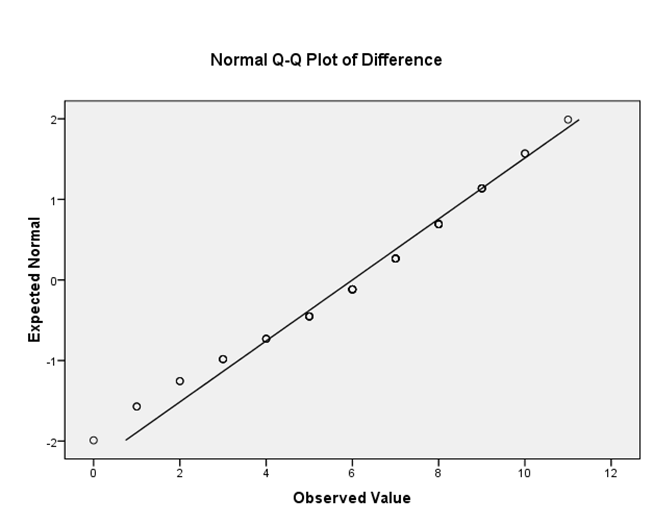 Normal Q-Q Plot of Difference
2
1
0
-1
-2
Expected Normal
0 2 4 6 8 10 12
Observed Value